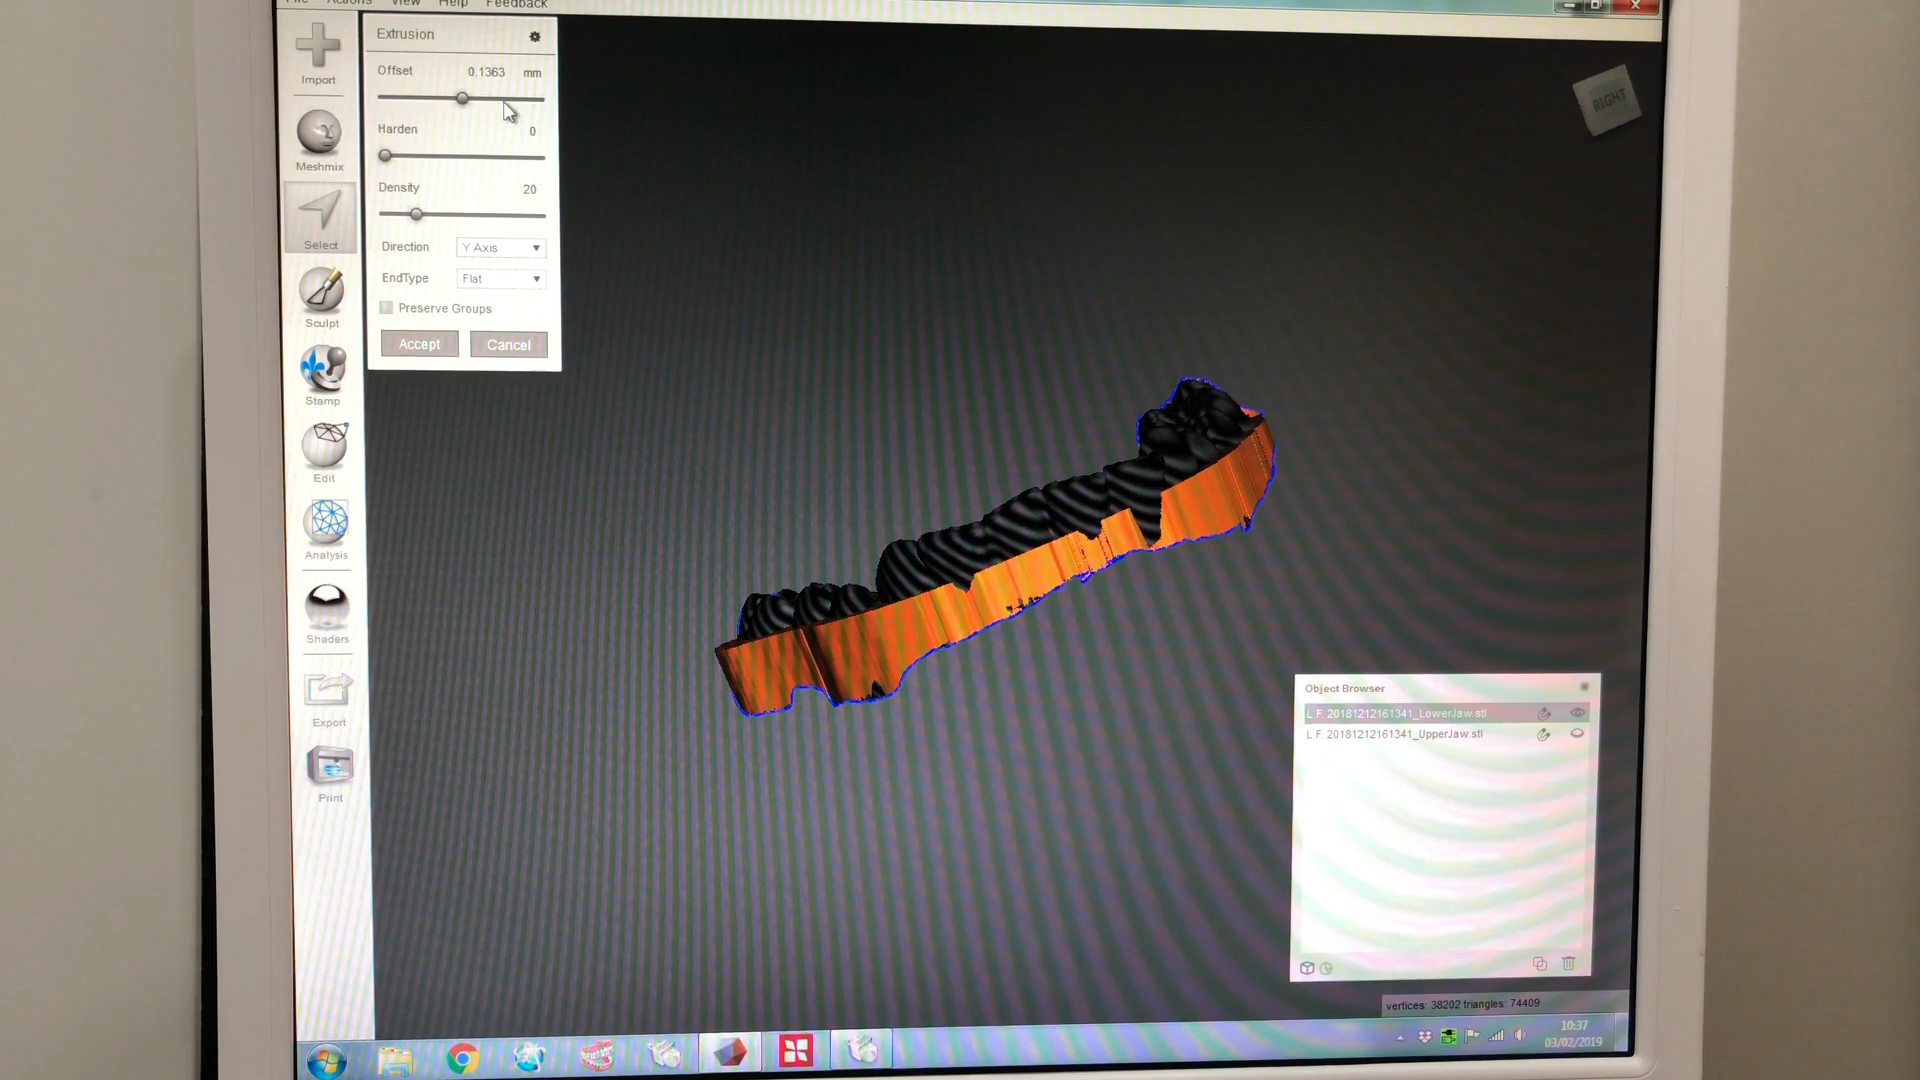 File Actions View Help Feedback
Import
Meshmix
Select
Sculpt
Stamp
Edit
Analysis
Shaders
Export
Print
Extrusion
Offset 0.1363 mm
Harden 0
Density 20
Direction Y Axis
EndType Flat
Preserve Groups
Accept Cancel
RIGHT
Object Browser
L.F. 20181212161341_LowerJaw.stl
L.F. 20181212161341_UpperJaw.stl
vertices: 38202 triangles: 74409
10:37
03/02/2019